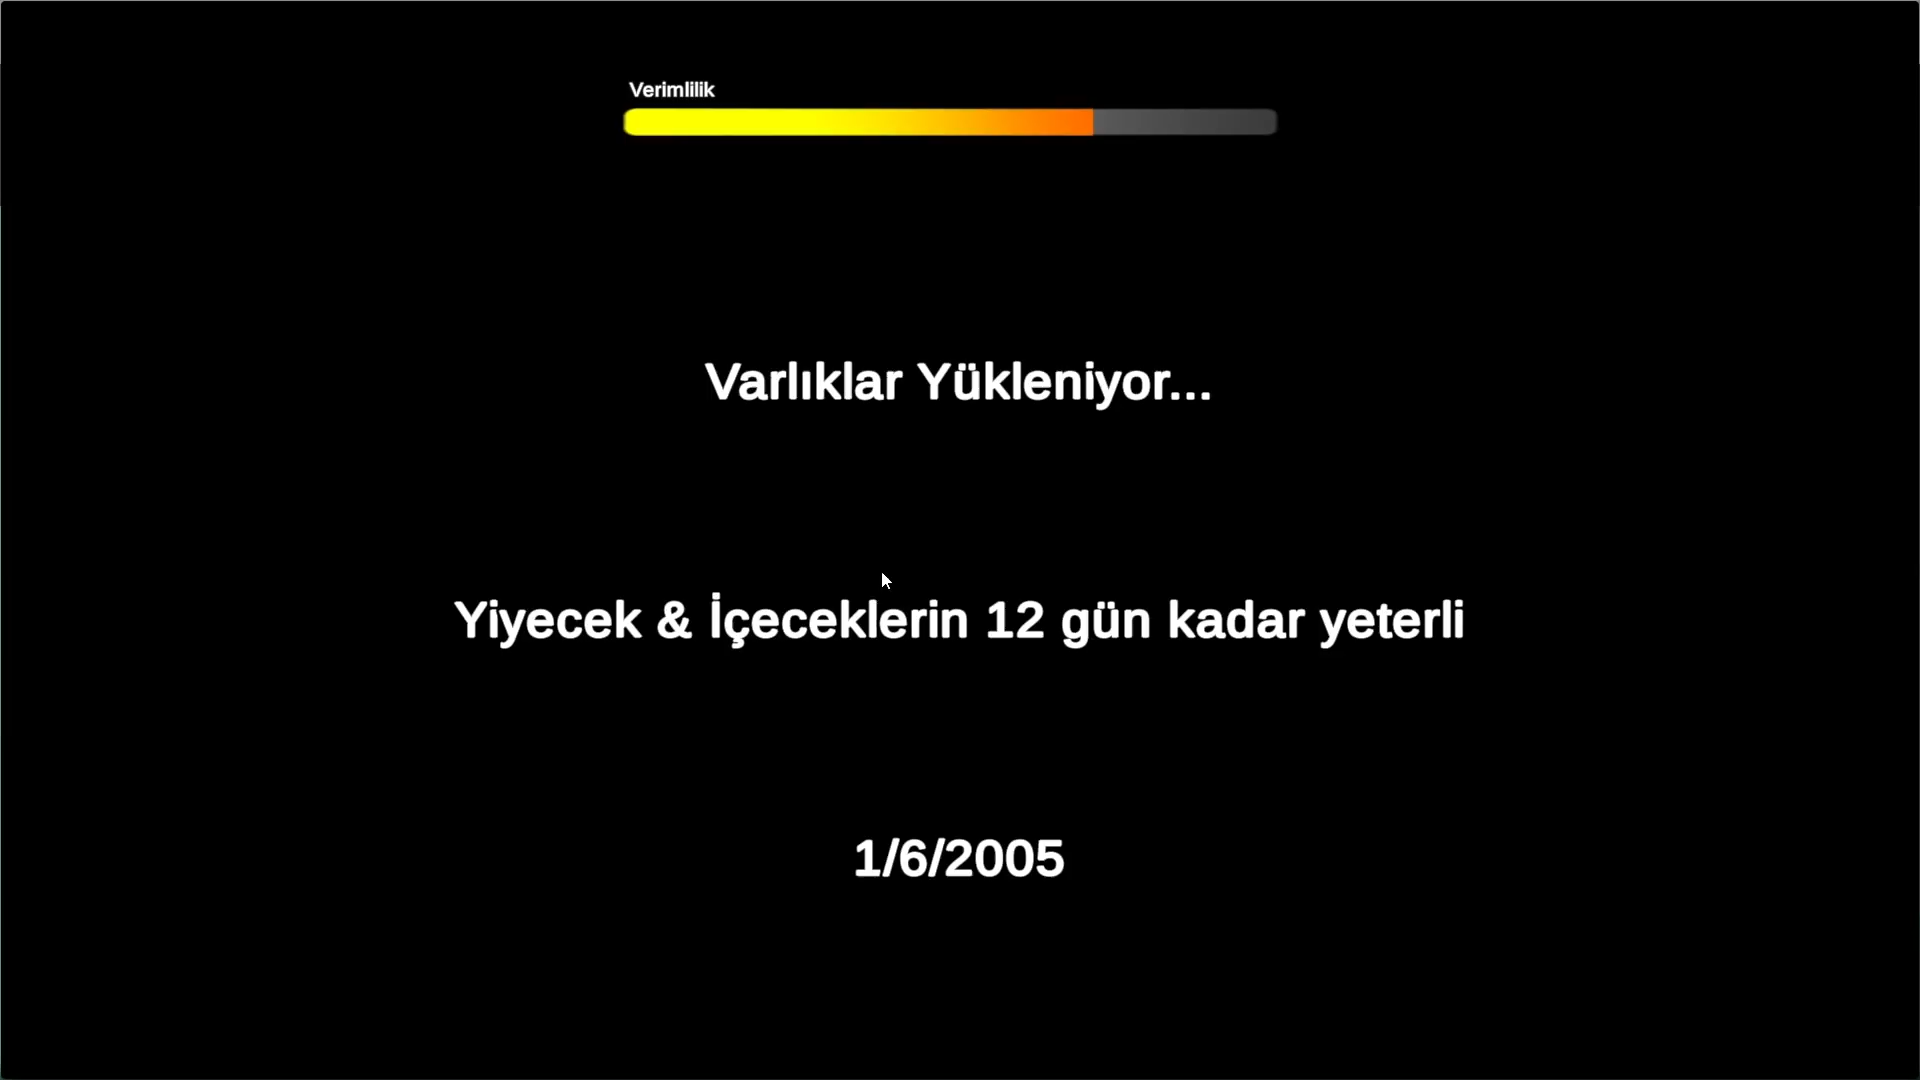 Verimlilik
Varlıklar Yükleniyor...
Yiyecek & İçeceklerin 12 gün kadar yeterli
1/6/2005